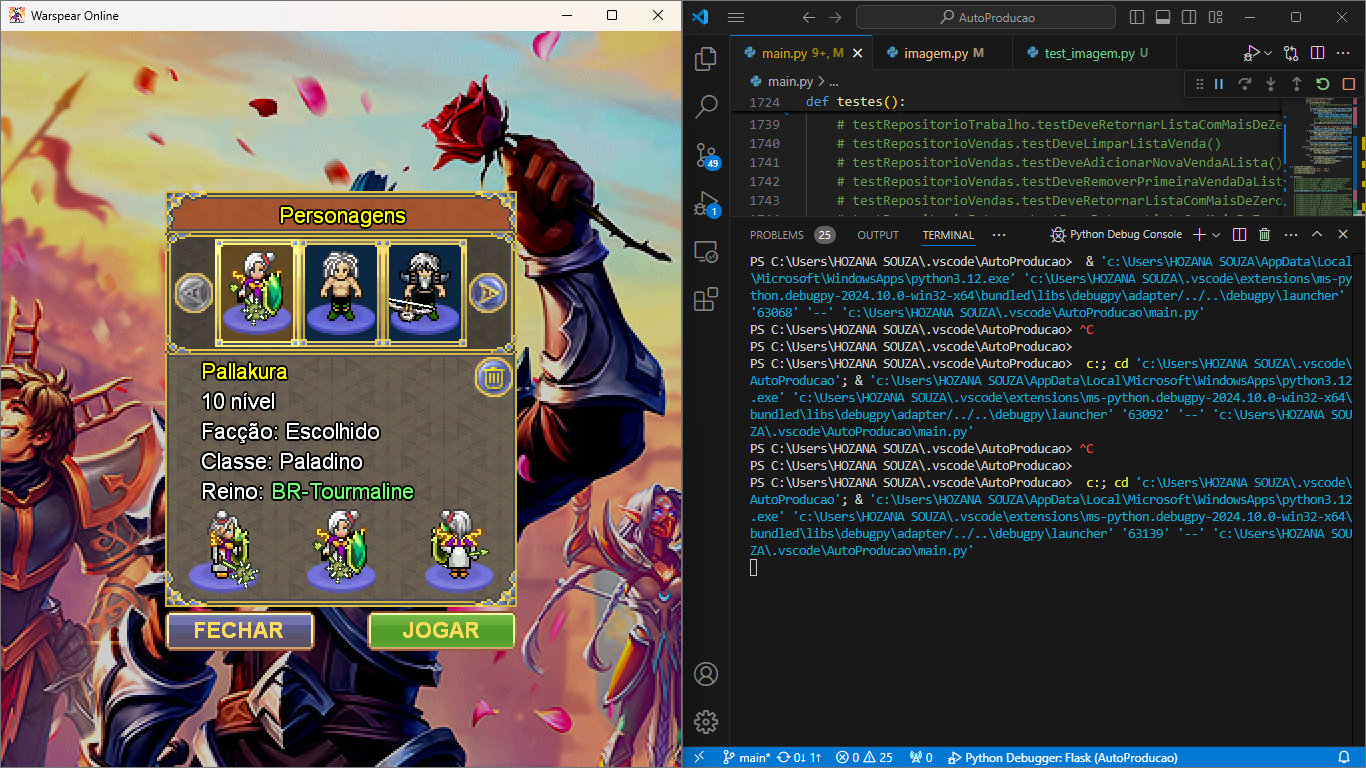 Warspear Online
Personagens
Pallakura
10 nível
Facção: Escolhido
Classe: Paladino
Reino: BR-Tourmaline
FECHAR
JOGAR
AutoProducao
main.py 9+, M
imagem.py M
test_imagem.py U
main.py > ...
1724 def testes():
1739 # testRepositorioTrabalho.testDeveRetornarListaComMaisDeZe
1740 # testRepositorioVendas.testDeveLimparListaVenda()
1741 # testRepositorioVendas.testDeveAdicionarNovaVendaALista()
1742 # testRepositorioVendas.testDeveRemoverPrimeiraVendaDaList
1743 # testRepositorioVendas.testDeveRetornarListaComMaisDeZero
49
1
PROBLEMS 25 OUTPUT TERMINAL ... Python Debug Console
PS C:\Users\HOZANA SOUZA\.vscode\AutoProducao> & 'c:\Users\HOZANA SOUZA\AppData\Local
\Microsoft\WindowsApps\python3.12.exe' 'c:\Users\HOZANA SOUZA\.vscode\extensions\ms-py
thon.debugpy-2024.10.0-win32-x64\bundled\libs\debugpy\adapter/../..\debugpy\launcher'
'63068' '--' 'c:\Users\HOZANA SOUZA\.vscode\AutoProducao\main.py'
PS C:\Users\HOZANA SOUZA\.vscode\AutoProducao> ^C
PS C:\Users\HOZANA SOUZA\.vscode\AutoProducao>
PS C:\Users\HOZANA SOUZA\.vscode\AutoProducao> c:; cd 'c:\Users\HOZANA SOUZA\.vscode\
AutoProducao'; & 'c:\Users\HOZANA SOUZA\AppData\Local\Microsoft\WindowsApps\python3.12
.exe' 'c:\Users\HOZANA SOUZA\.vscode\extensions\ms-python.debugpy-2024.10.0-win32-x64\
bundled\libs\debugpy\adapter/../..\debugpy\launcher' '63092' '--' 'c:\Users\HOZANA SOU
ZA\.vscode\AutoProducao\main.py'
PS C:\Users\HOZANA SOUZA\.vscode\AutoProducao> ^C
PS C:\Users\HOZANA SOUZA\.vscode\AutoProducao>
PS C:\Users\HOZANA SOUZA\.vscode\AutoProducao> c:; cd 'c:\Users\HOZANA SOUZA\.vscode\
AutoProducao'; & 'c:\Users\HOZANA SOUZA\AppData\Local\Microsoft\WindowsApps\python3.12
.exe' 'c:\Users\HOZANA SOUZA\.vscode\extensions\ms-python.debugpy-2024.10.0-win32-x64\
bundled\libs\debugpy\adapter/../..\debugpy\launcher' '63139' '--' 'c:\Users\HOZANA SOU
ZA\.vscode\AutoProducao\main.py'
main* 0↓ 1↑ 0 25 0 Python Debugger: Flask (AutoProducao)